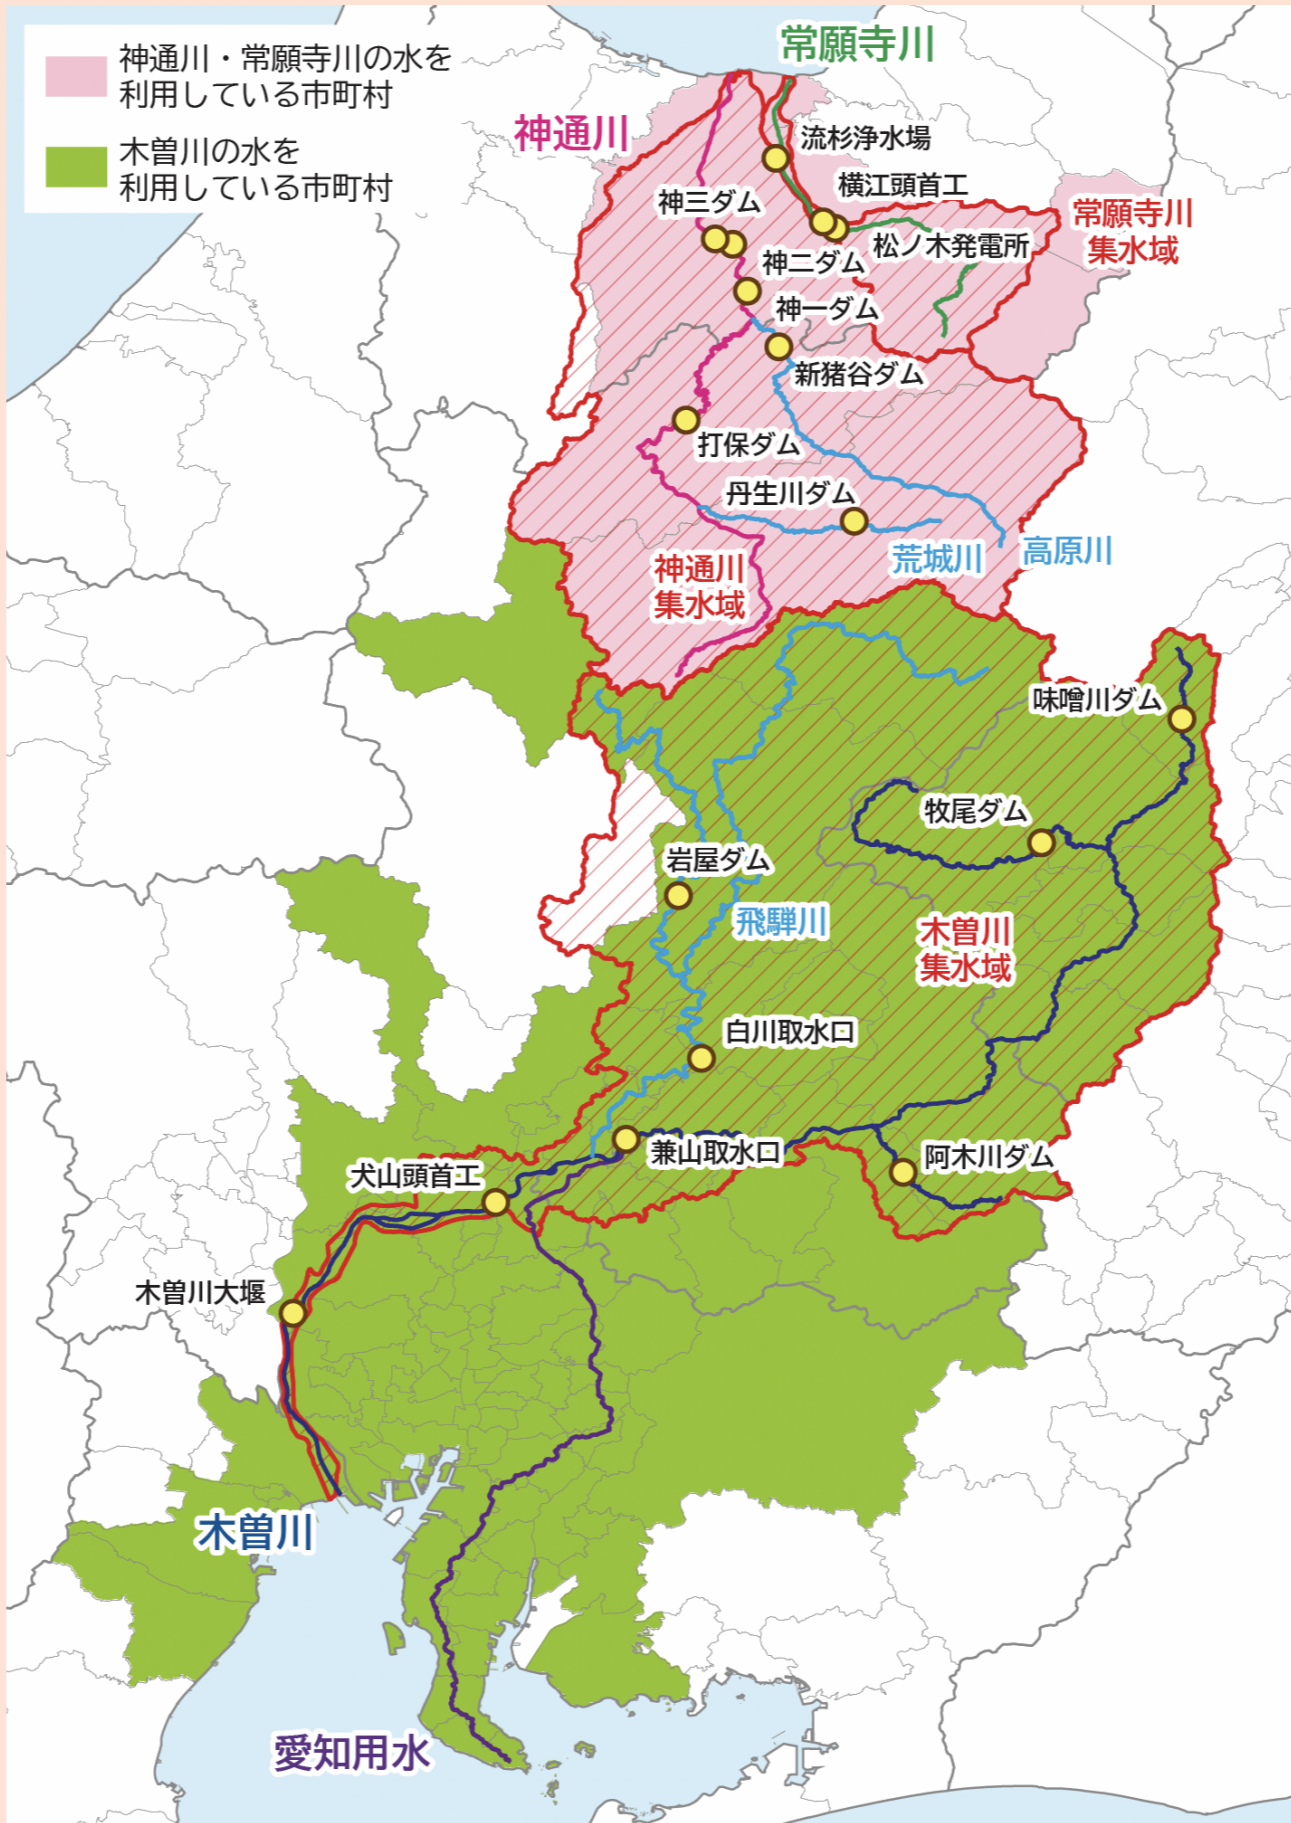 神通川・常願寺川の水を
利用している市町村
木曽川の水を
利用している市町村
常願寺川
神通川
流杉浄水場
横江頭首工
神三ダム
常願寺川
集水域
松ノ木発電所
神二ダム
神一ダム
新猪谷ダム
打保ダム
丹生川ダム
荒城川
高原川
神通川
集水域
味噌川ダム
牧尾ダム
岩屋ダム
飛騨川
木曽川
集水域
白川取水口
兼山取水口
阿木川ダム
犬山頭首工
木曽川大堰
木曽川
愛知用水